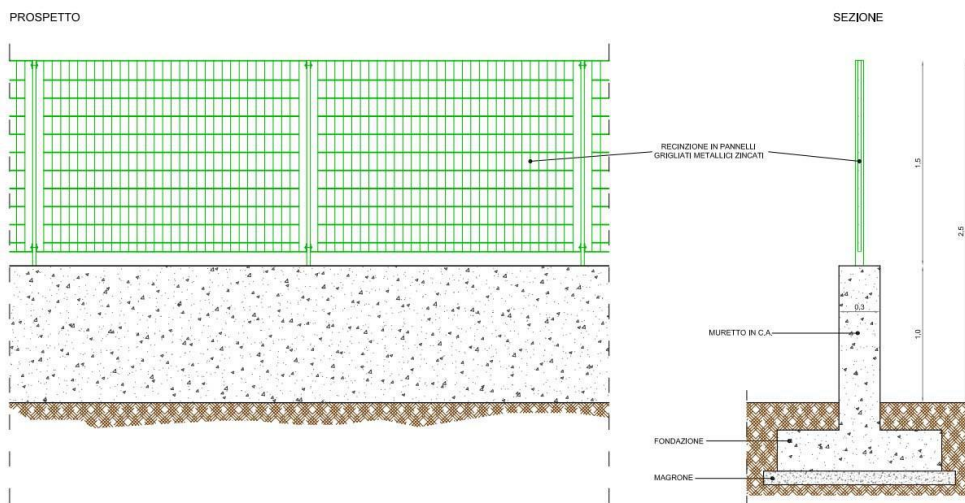 PROSPETTO
SEZIONE
RECINZIONE IN PANNELLI
GRIGLIATI METALLICI ZINCATI
1,5
2,5
0,3
MURETTO IN C.A.
1,0
FONDAZIONE
MAGRONE